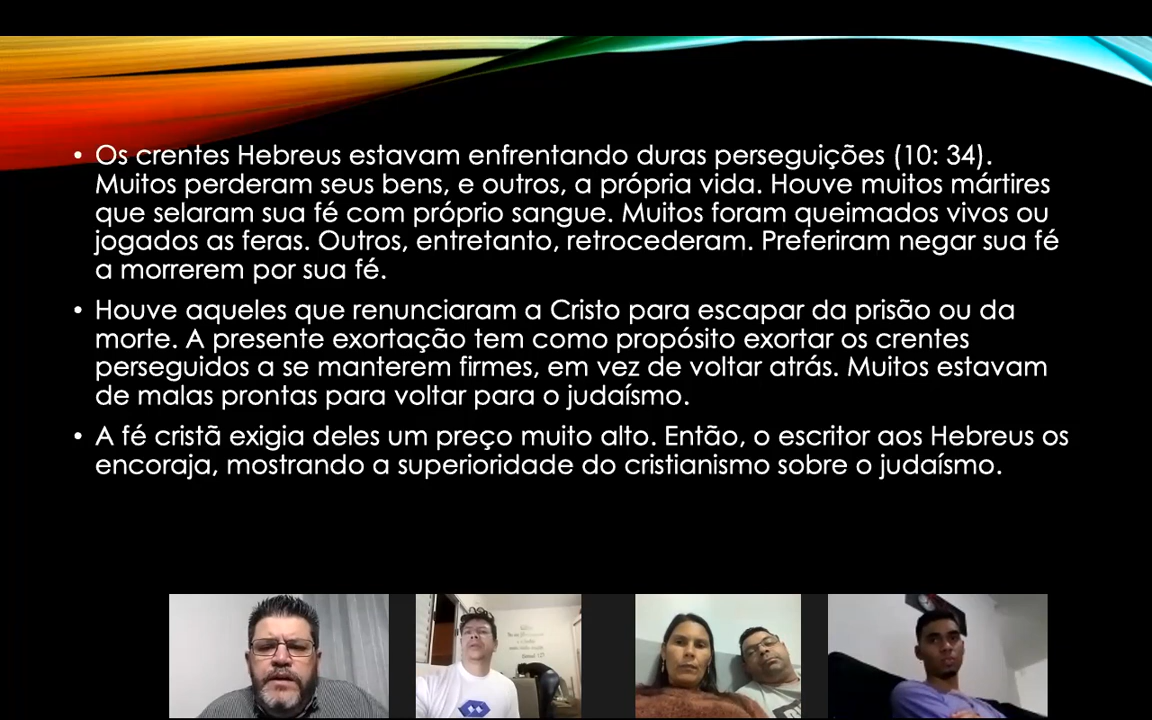 • Os crentes Hebreus estavam enfrentando duras perseguições (10: 34).
Muitos perderam seus bens, e outros, a própria vida. Houve muitos mártires
que selaram sua fé com próprio sangue. Muitos foram queimados vivos ou
jogados as feras. Outros, entretanto, retrocederam. Preferiram negar sua fé
a morrerem por sua fé.
• Houve aqueles que renunciaram a Cristo para escapar da prisão ou da
morte. A presente exortação tem como propósito exortar os crentes
perseguidos a se manterem firmes, em vez de voltar atrás. Muitos estavam
de malas prontas para voltar para o judaísmo.
• A fé cristã exigia deles um preço muito alto. Então, o escritor aos Hebreus os
encoraja, mostrando a superioridade do cristianismo sobre o judaísmo.